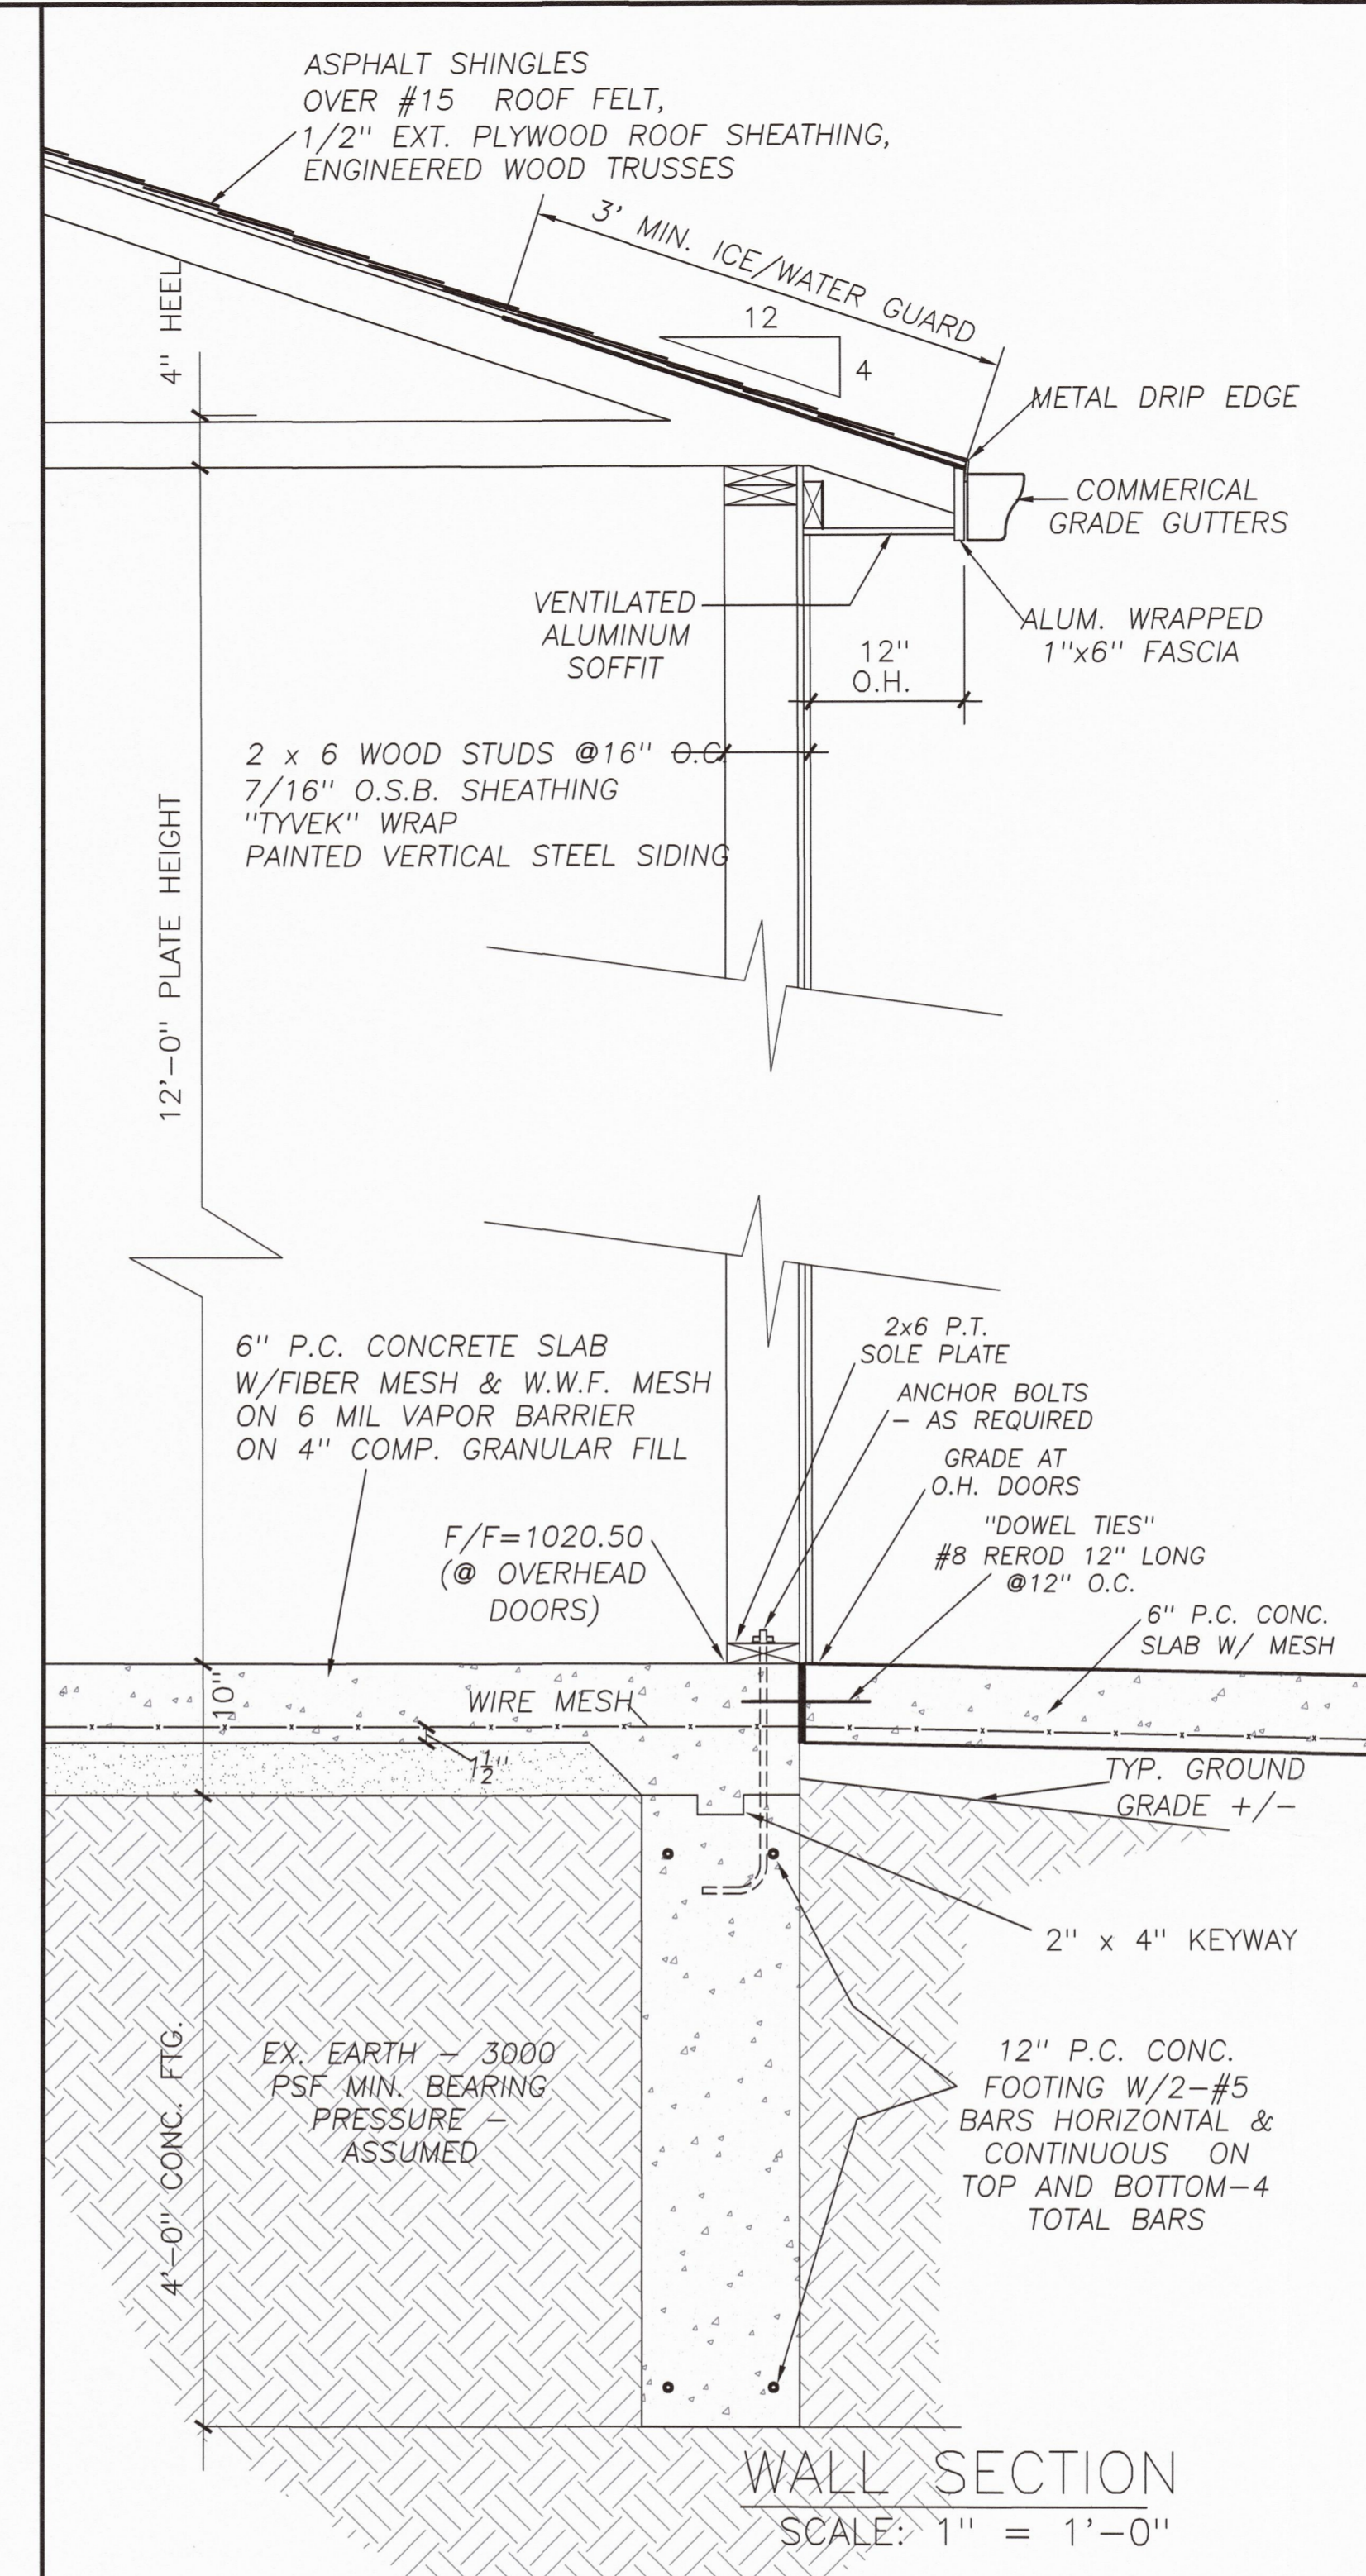 ASPHALT SHINGLES
OVER #15 ROOF FELT,
1/2" EXT. PLYWOOD ROOF SHEATHING,
ENGINEERED WOOD TRUSSES
3' MIN. ICE/WATER GUARD
12
4
4" HEEL
METAL DRIP EDGE
COMMERICAL
GRADE GUTTERS
VENTILATED
ALUMINUM
SOFFIT
ALUM. WRAPPED
1"x6" FASCIA
12"
O.H.
2 x 6 WOOD STUDS @16" O.C.
7/16" O.S.B. SHEATHING
"TYVEK" WRAP
PAINTED VERTICAL STEEL SIDING
12'-0" PLATE HEIGHT
6" P.C. CONCRETE SLAB
W/FIBER MESH & W.W.F. MESH
ON 6 MIL VAPOR BARRIER
ON 4" COMP. GRANULAR FILL
2x6 P.T.
SOLE PLATE
ANCHOR BOLTS
- AS REQUIRED
GRADE AT
O.H. DOORS
"DOWEL TIES"
#8 REROD 12" LONG
@12" O.C.
F/F=1020.50
(@ OVERHEAD
DOORS)
6" P.C. CONC.
SLAB W/ MESH
10"
WIRE MESH
1 1/2"
TYP. GROUND
GRADE +/-
2" x 4" KEYWAY
4'-0" CONC. FTG.
EX. EARTH - 3000
PSF MIN. BEARING
PRESSURE -
ASSUMED
12" P.C. CONC.
FOOTING W/2-#5
BARS HORIZONTAL &
CONTINUOUS ON
TOP AND BOTTOM-4
TOTAL BARS
WALL SECTION
SCALE: 1" = 1'-0"